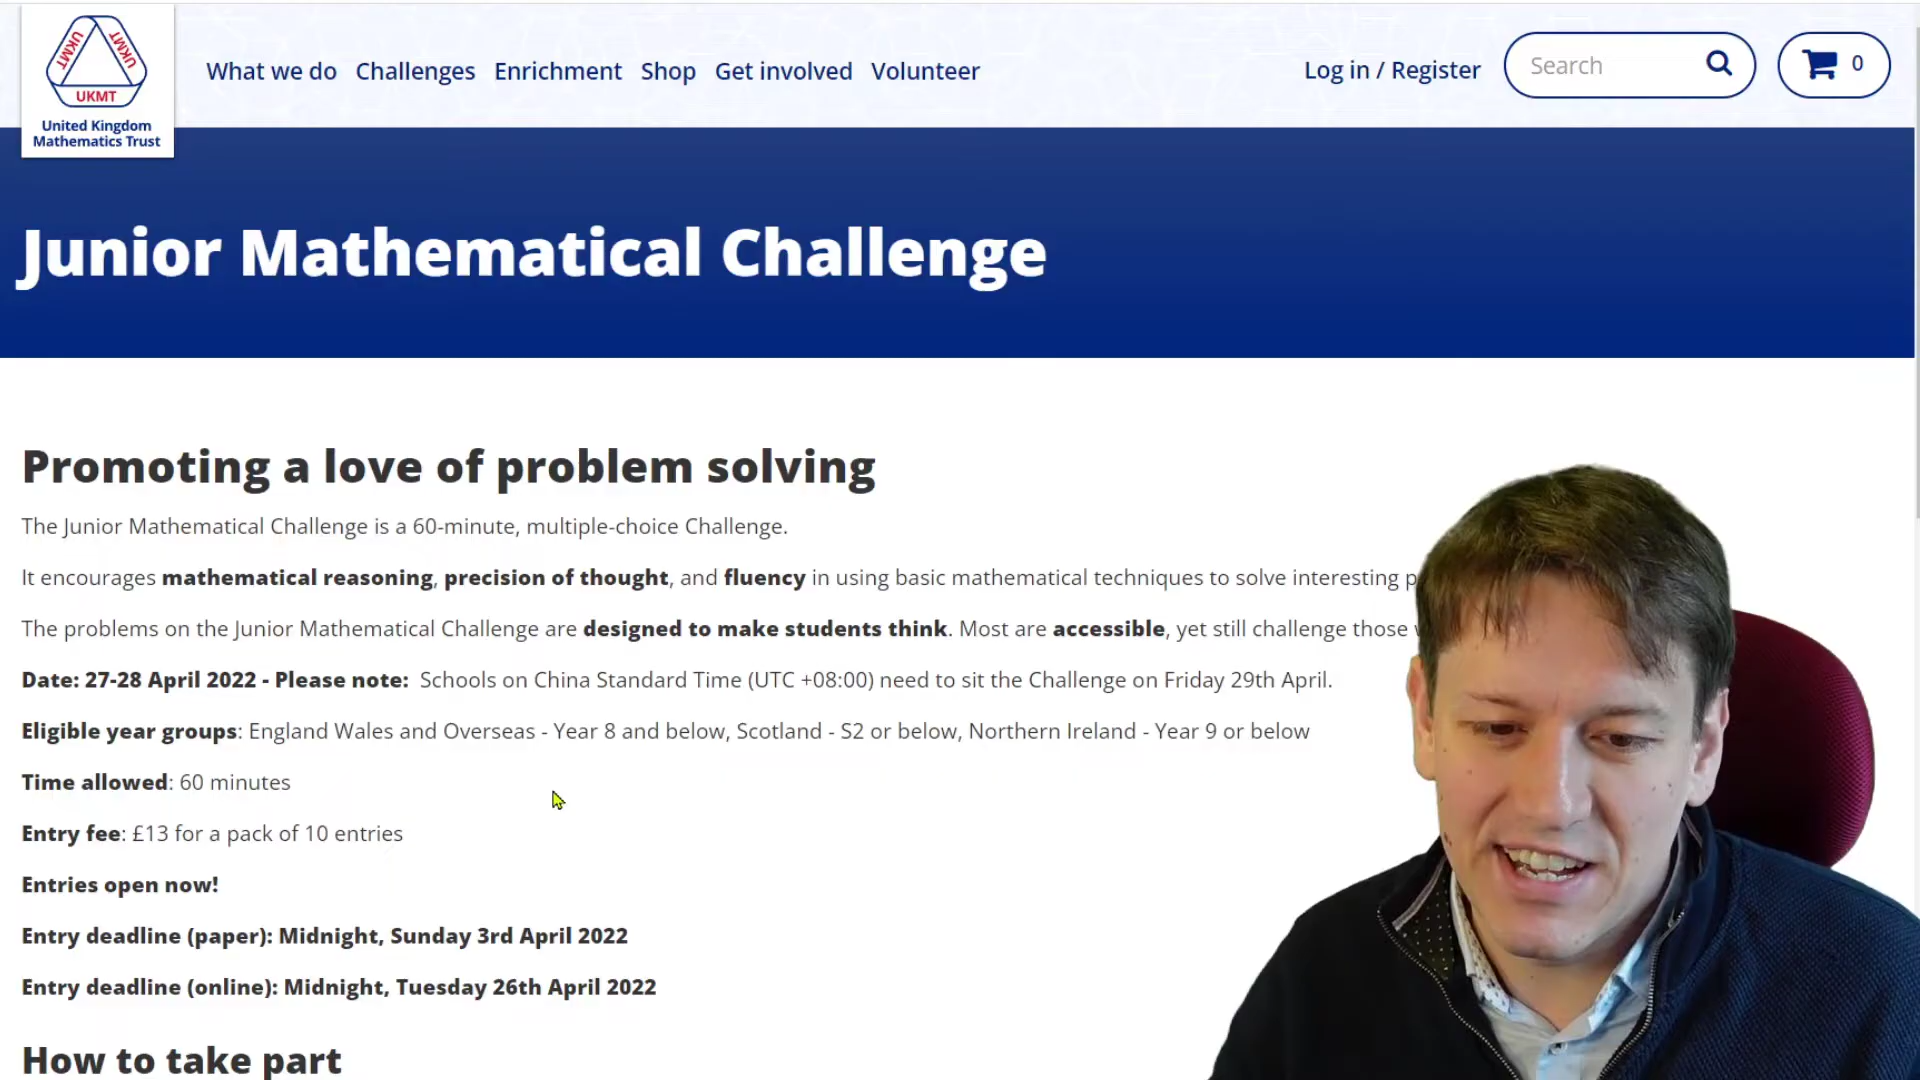 UKMT
UKMT
UKMT
United Kingdom
Mathematics Trust
What we do Challenges Enrichment Shop Get involved Volunteer
Log in / Register
Search
0
Junior Mathematical Challenge
Promoting a love of problem solving
The Junior Mathematical Challenge is a 60-minute, multiple-choice Challenge.
It encourages mathematical reasoning, precision of thought, and fluency in using basic mathematical techniques to solve interesting
The problems on the Junior Mathematical Challenge are designed to make students think. Most are accessible, yet still challenge those
Date: 27-28 April 2022 - Please note: Schools on China Standard Time (UTC +08:00) need to sit the Challenge on Friday 29th April.
Eligible year groups: England Wales and Overseas - Year 8 and below, Scotland - S2 or below, Northern Ireland - Year 9 or below
Time allowed: 60 minutes
Entry fee: £13 for a pack of 10 entries
Entries open now!
Entry deadline (paper): Midnight, Sunday 3rd April 2022
Entry deadline (online): Midnight, Tuesday 26th April 2022
How to take part